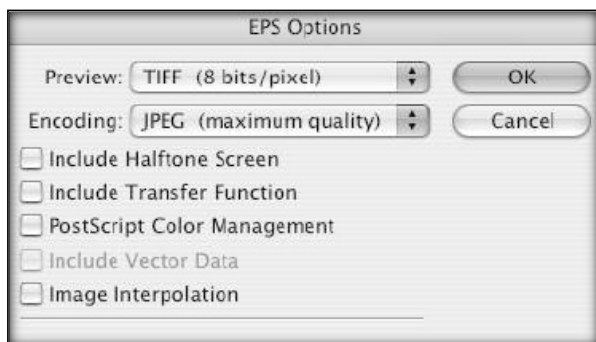 EPS Options
Preview: TIFF (8 bits/pixel) OK
Encoding: JPEG (maximum quality) Cancel
Include Halftone Screen
Include Transfer Function
PostScript Color Management
Include Vector Data
Image Interpolation